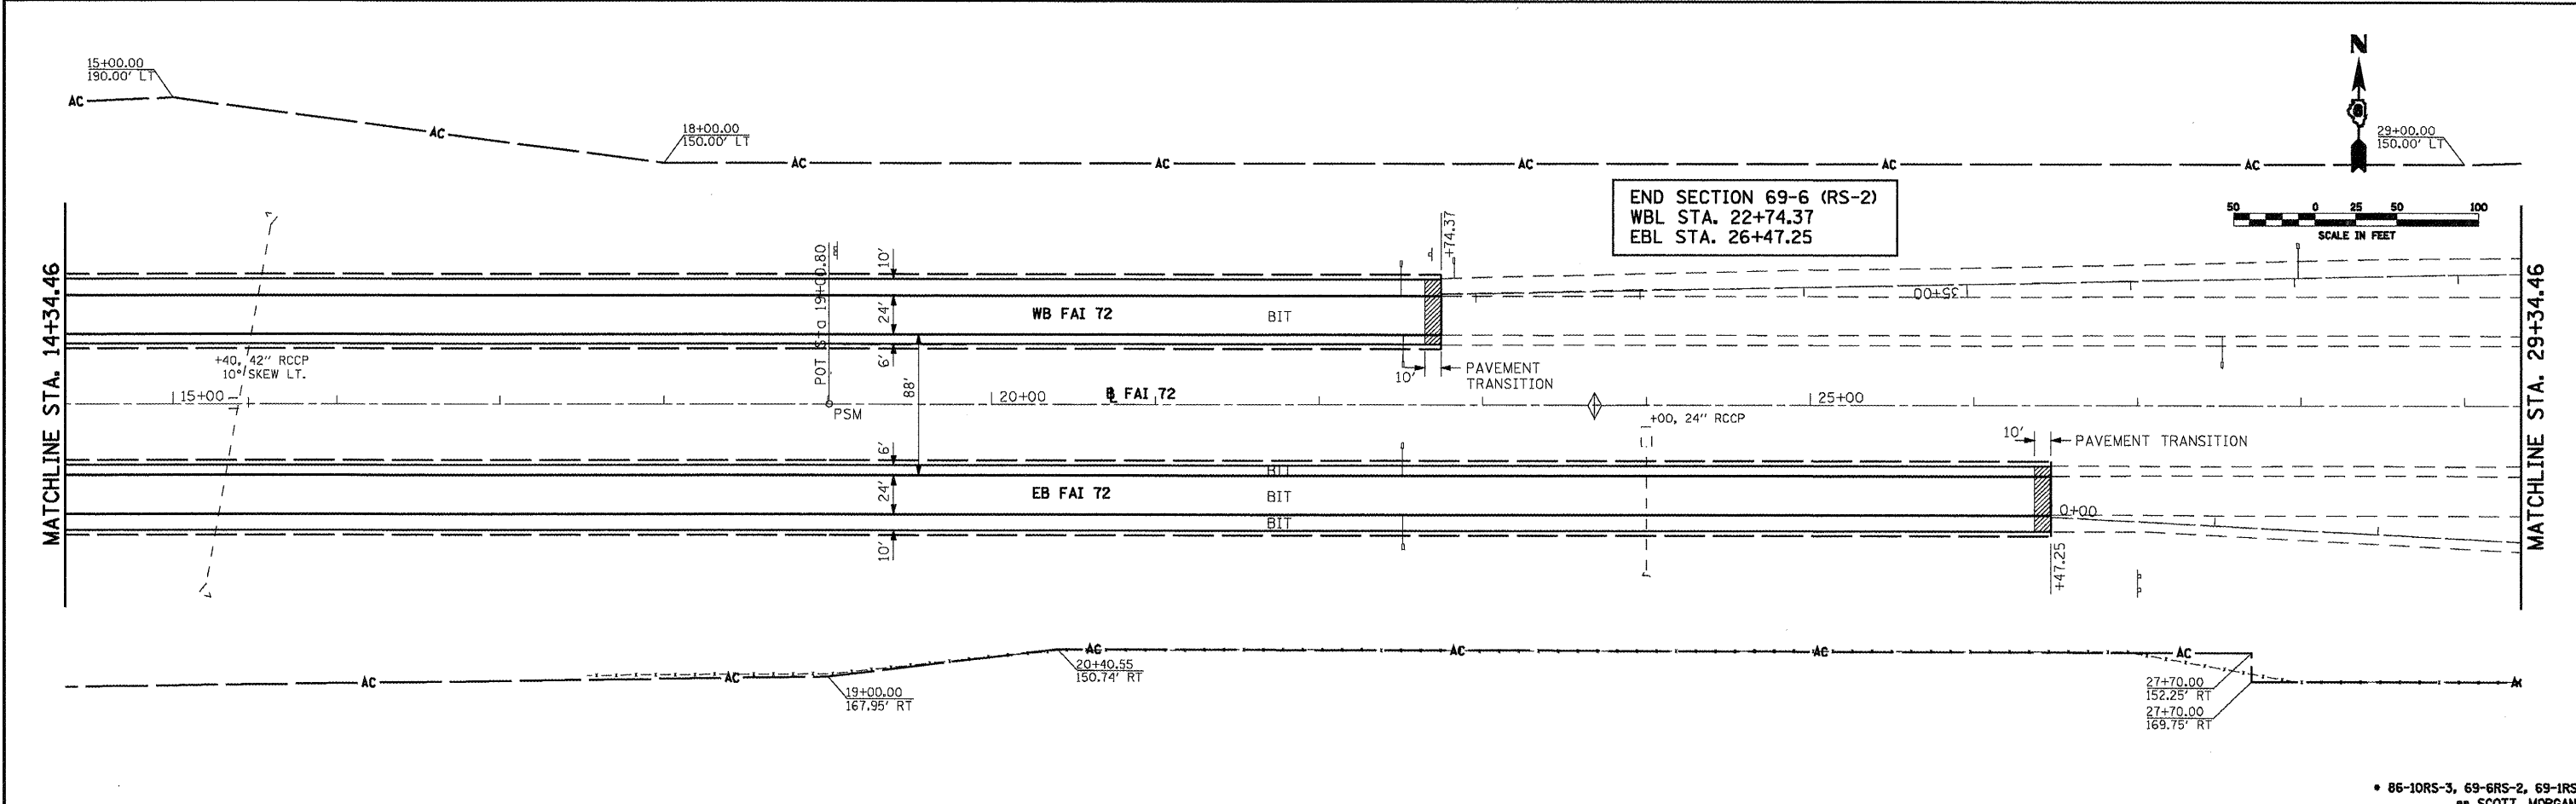 15+00.00
190.00' LT
AC
AC
18+00.00
150.00' LT
AC
AC
AC
AC
AC
N
6
29+00.00
150.00' LT
END SECTION 69-6 (RS-2)
WBL STA. 22+74.37
EBL STA. 26+47.25
50 0 25 50 100
SCALE IN FEET
MATCHLINE STA. 14+34.46
MATCHLINE STA. 29+34.46
POT Sta 19+00.80
10'
24'
6'
WB FAI 72
BIT
+74.37
35+00
+40, 42" RCCP
10° SKEW LT.
10'
PAVEMENT
TRANSITION
88'
15+00
PSM
20+00
℄ FAI 72
+00, 24" RCCP
25+00
10'
PAVEMENT TRANSITION
6'
24'
10'
BIT
EB FAI 72
BIT
BIT
0+00
+47.25
AC
AC
19+00.00
167.95' RT
AC
20+40.55
150.74' RT
AC
AC
AC
27+70.00
152.25' RT
27+70.00
169.75' RT
* 86-10RS-3, 69-6RS-2, 69-1RS
** SCOTT, MORGAN